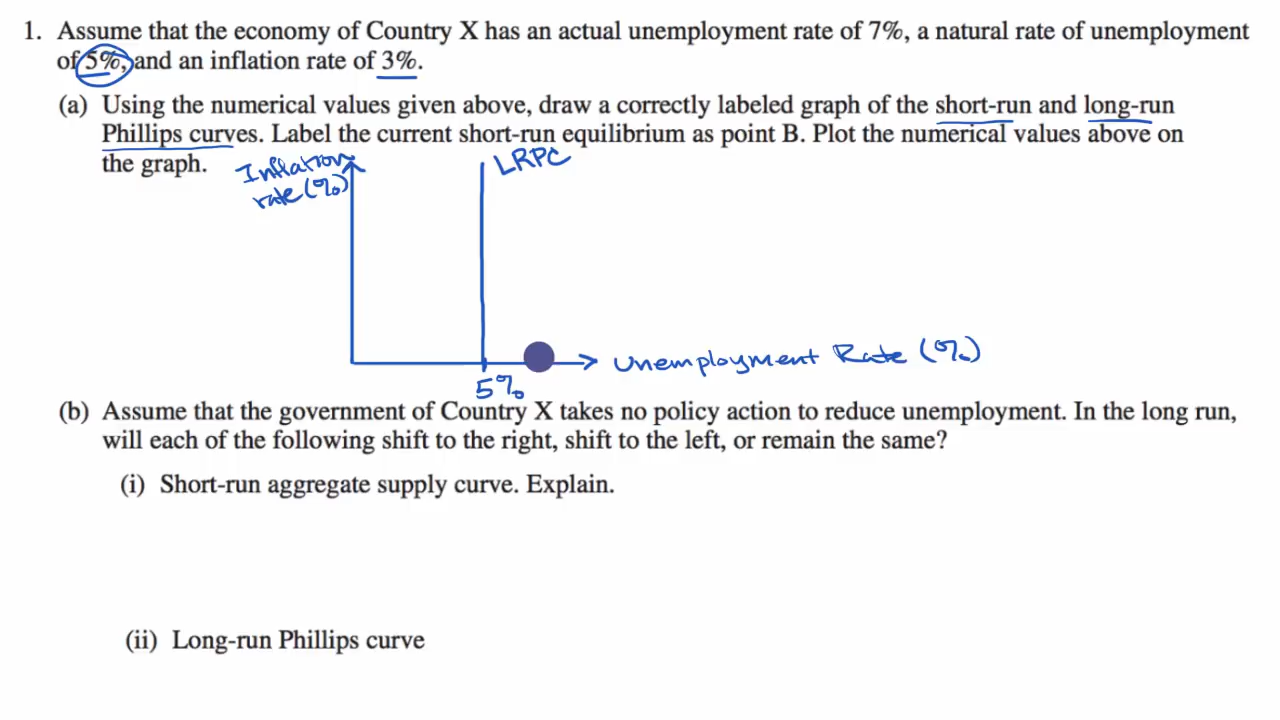 1. Assume that the economy of Country X has an actual unemployment rate of 7%, a natural rate of unemployment
of 5%, and an inflation rate of 3%.
(a) Using the numerical values given above, draw a correctly labeled graph of the short-run and long-run
Phillips curves. Label the current short-run equilibrium as point B. Plot the numerical values above on
the graph.
Inflation
rate (%)
LRPC
Unemployment Rate (%)
5%
(b) Assume that the government of Country X takes no policy action to reduce unemployment. In the long run,
will each of the following shift to the right, shift to the left, or remain the same?
(i) Short-run aggregate supply curve. Explain.
(ii) Long-run Phillips curve